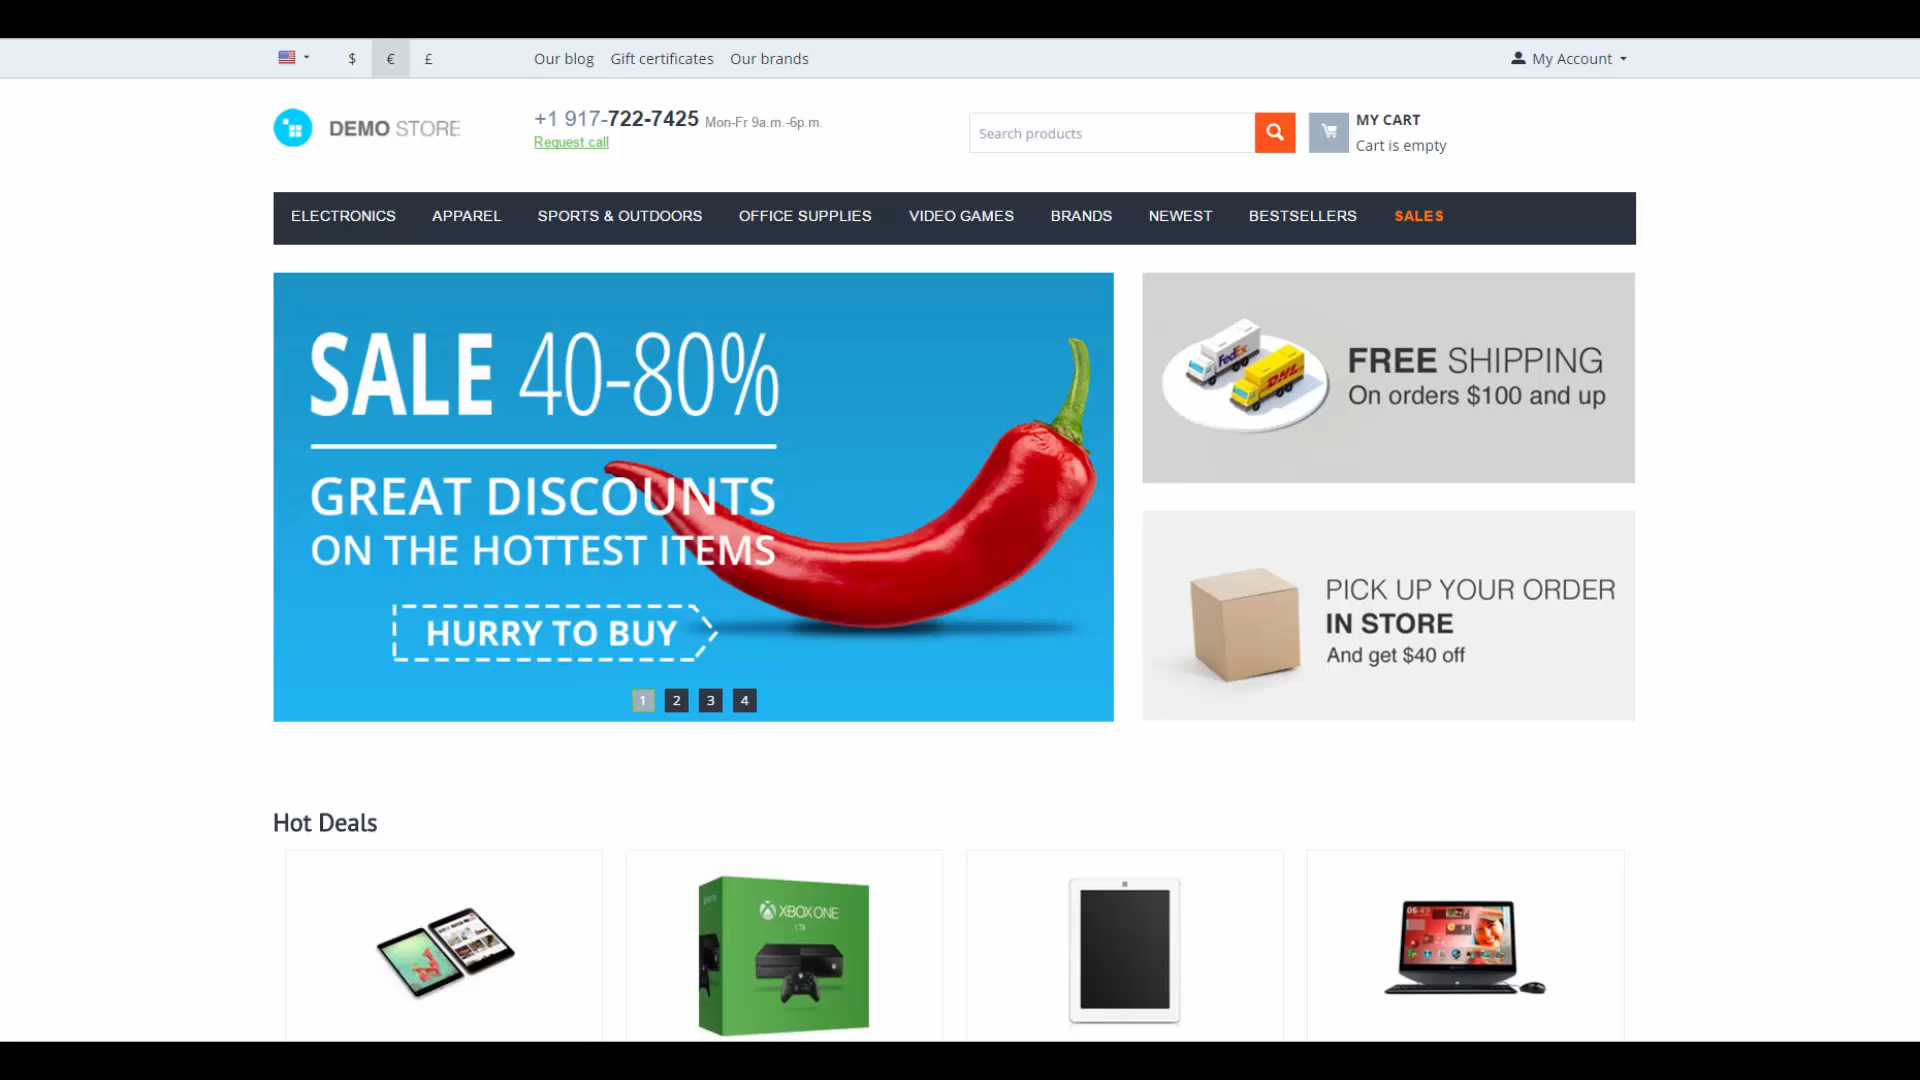 $ € £ Our blog Gift certificates Our brands My Account
DEMO STORE
+1 917-722-7425 Mon-Fr 9a.m.-6p.m.
Request call
Search products
MY CART
Cart is empty
ELECTRONICS APPAREL SPORTS & OUTDOORS OFFICE SUPPLIES VIDEO GAMES BRANDS NEWEST BESTSELLERS SALES
SALE 40-80%
GREAT DISCOUNTS
ON THE HOTTEST ITEMS
HURRY TO BUY
1 2 3 4
FedEx
DHL
FREE SHIPPING
On orders $100 and up
PICK UP YOUR ORDER
IN STORE
And get $40 off
Hot Deals
XBOX ONE
1TB